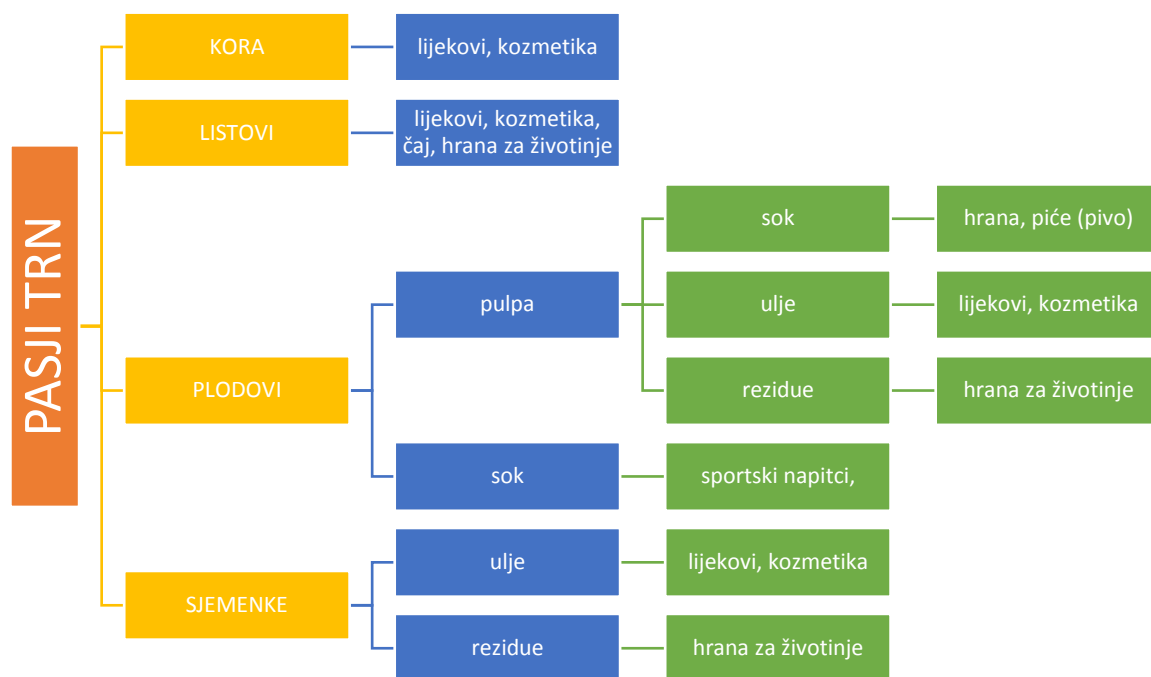 PASJI TRN
KORA
lijekovi, kozmetika
LISTOVI
lijekovi, kozmetika,
čaj, hrana za životinje
PLODOVI
pulpa
sok
hrana, piće (pivo)
ulje
lijekovi, kozmetika
rezidue
hrana za životinje
sok
sportski napitci,
SJEMENKE
ulje
lijekovi, kozmetika
rezidue
hrana za životinje